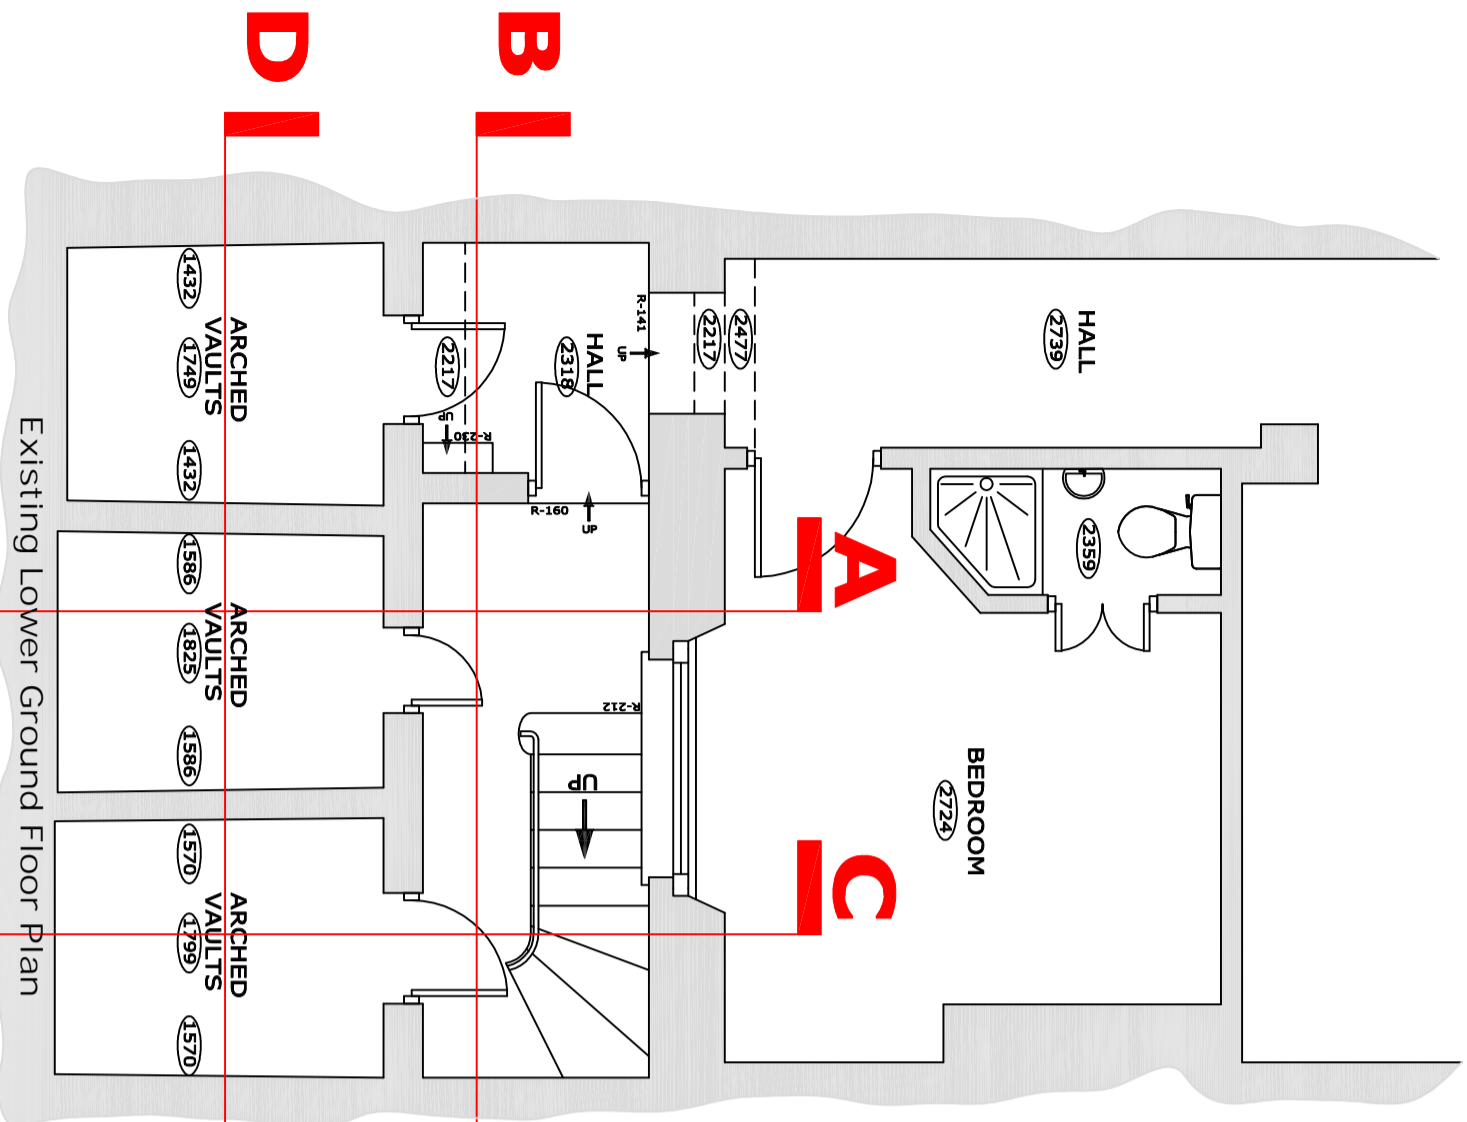 D
B
HALL
2739
2477
2217
R-141
UP
HALL
2318
2217
UP
R-230
R-160
UP
ARCHED
VAULTS
1432
1749
1432
2359
A
ARCHED
VAULTS
1586
1825
1586
R-212
UP
BEDROOM
2724
C
ARCHED
VAULTS
1570
1799
1570
Existing Lower Ground Floor Plan